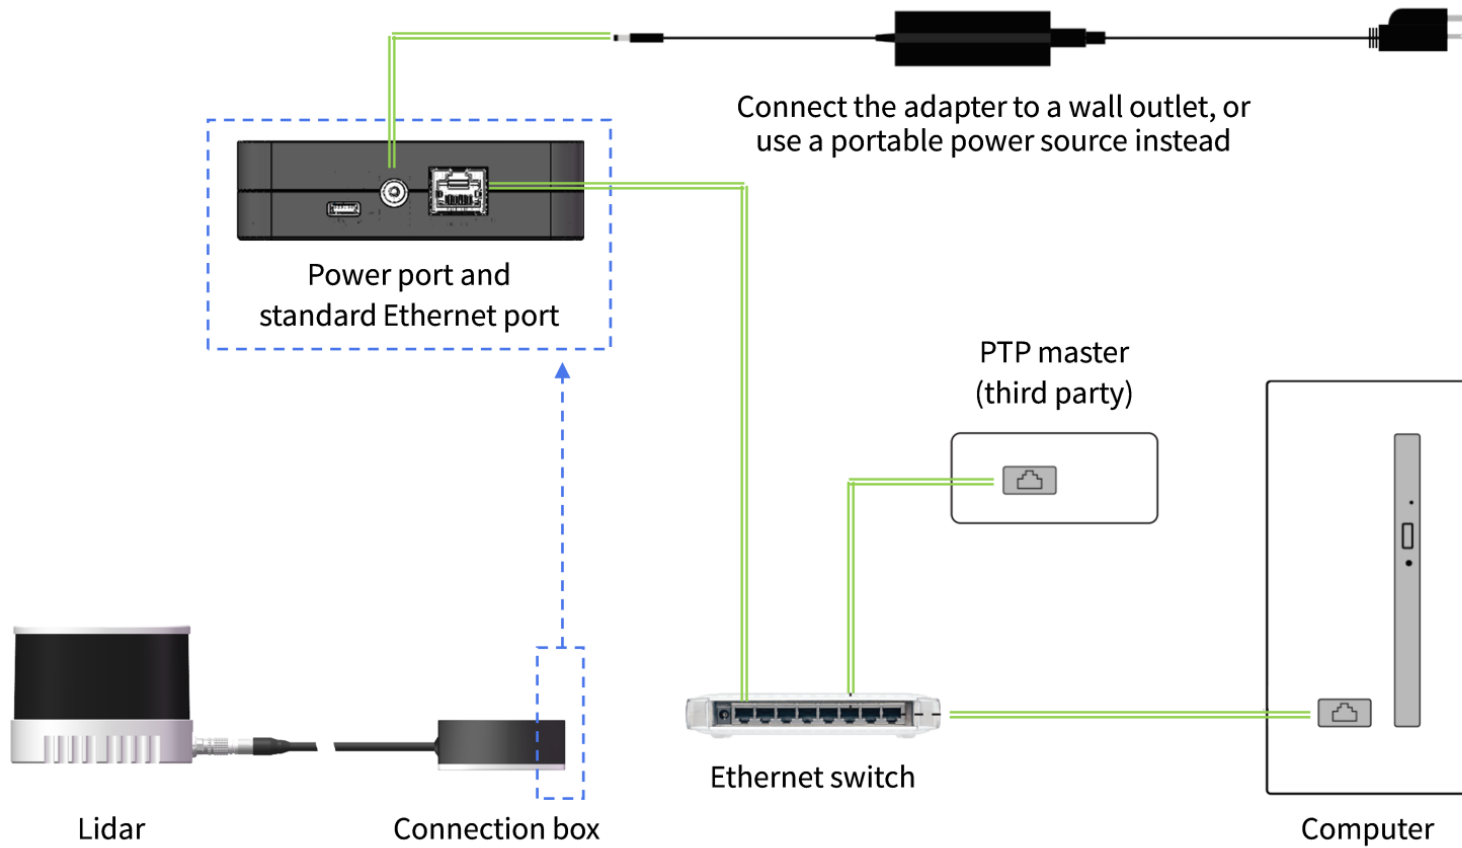 Connect the adapter to a wall outlet, or
use a portable power source instead
Power port and
standard Ethernet port
PTP master
(third party)
Ethernet switch
Lidar
Connection box
Computer